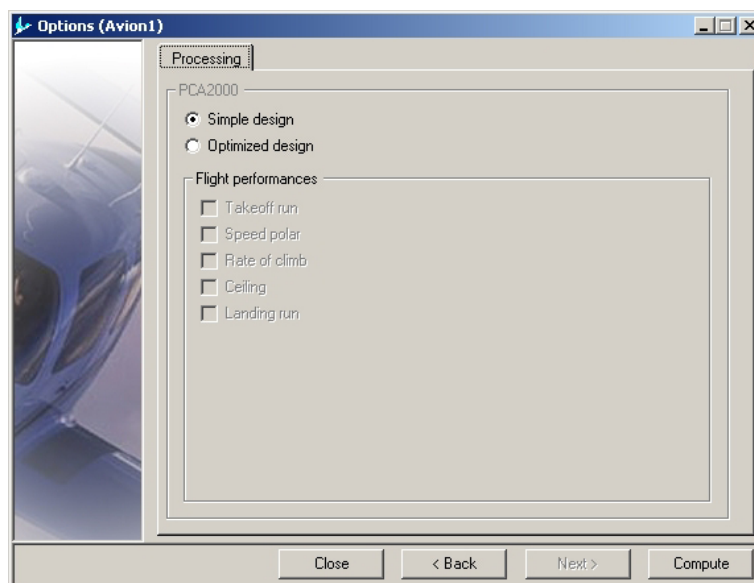 Options (Avion1)
Processing
PCA2000
Simple design
Optimized design
Flight performances
Takeoff run
Speed polar
Rate of climb
Ceiling
Landing run
Close < Back Next > Compute